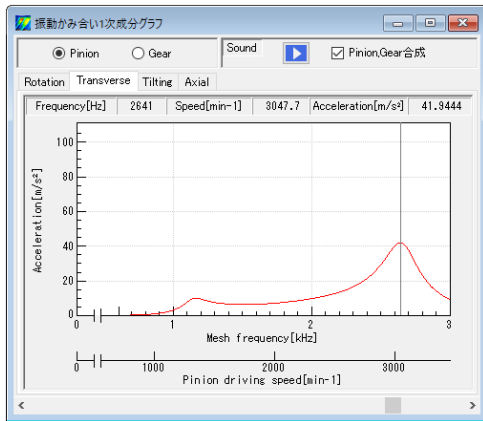 振動かみ合い1次成分グラフ
Pinion Gear Sound Pinion,Gear合成
Rotation Transverse Tilting Axial
Frequency[Hz] 2641 Speed[min-1] 3047.7 Acceleration[m/s²] 41.9444
Acceleration[m/s²]
100
80
60
40
20
0
0 1 2 3
Mesh frequency[kHz]
0 1000 2000 3000
Pinion driving speed[min-1]